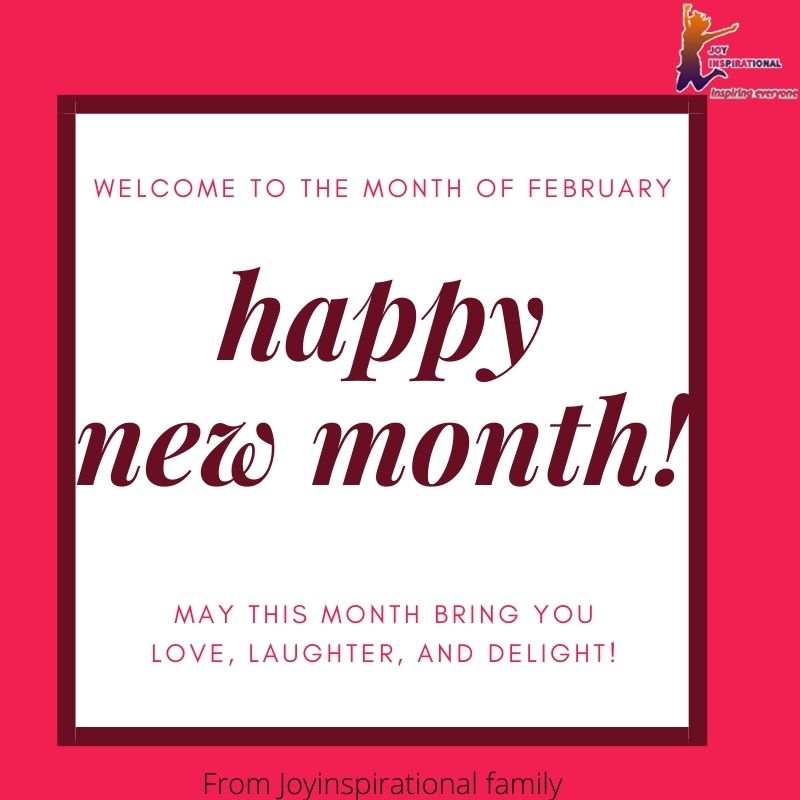 JOY
INSPIRATIONAL
Inspiring everyone
WELCOME TO THE MONTH OF FEBRUARY
happy
new month!
MAY THIS MONTH BRING YOU
LOVE, LAUGHTER, AND DELIGHT!
From Joyinspirational family